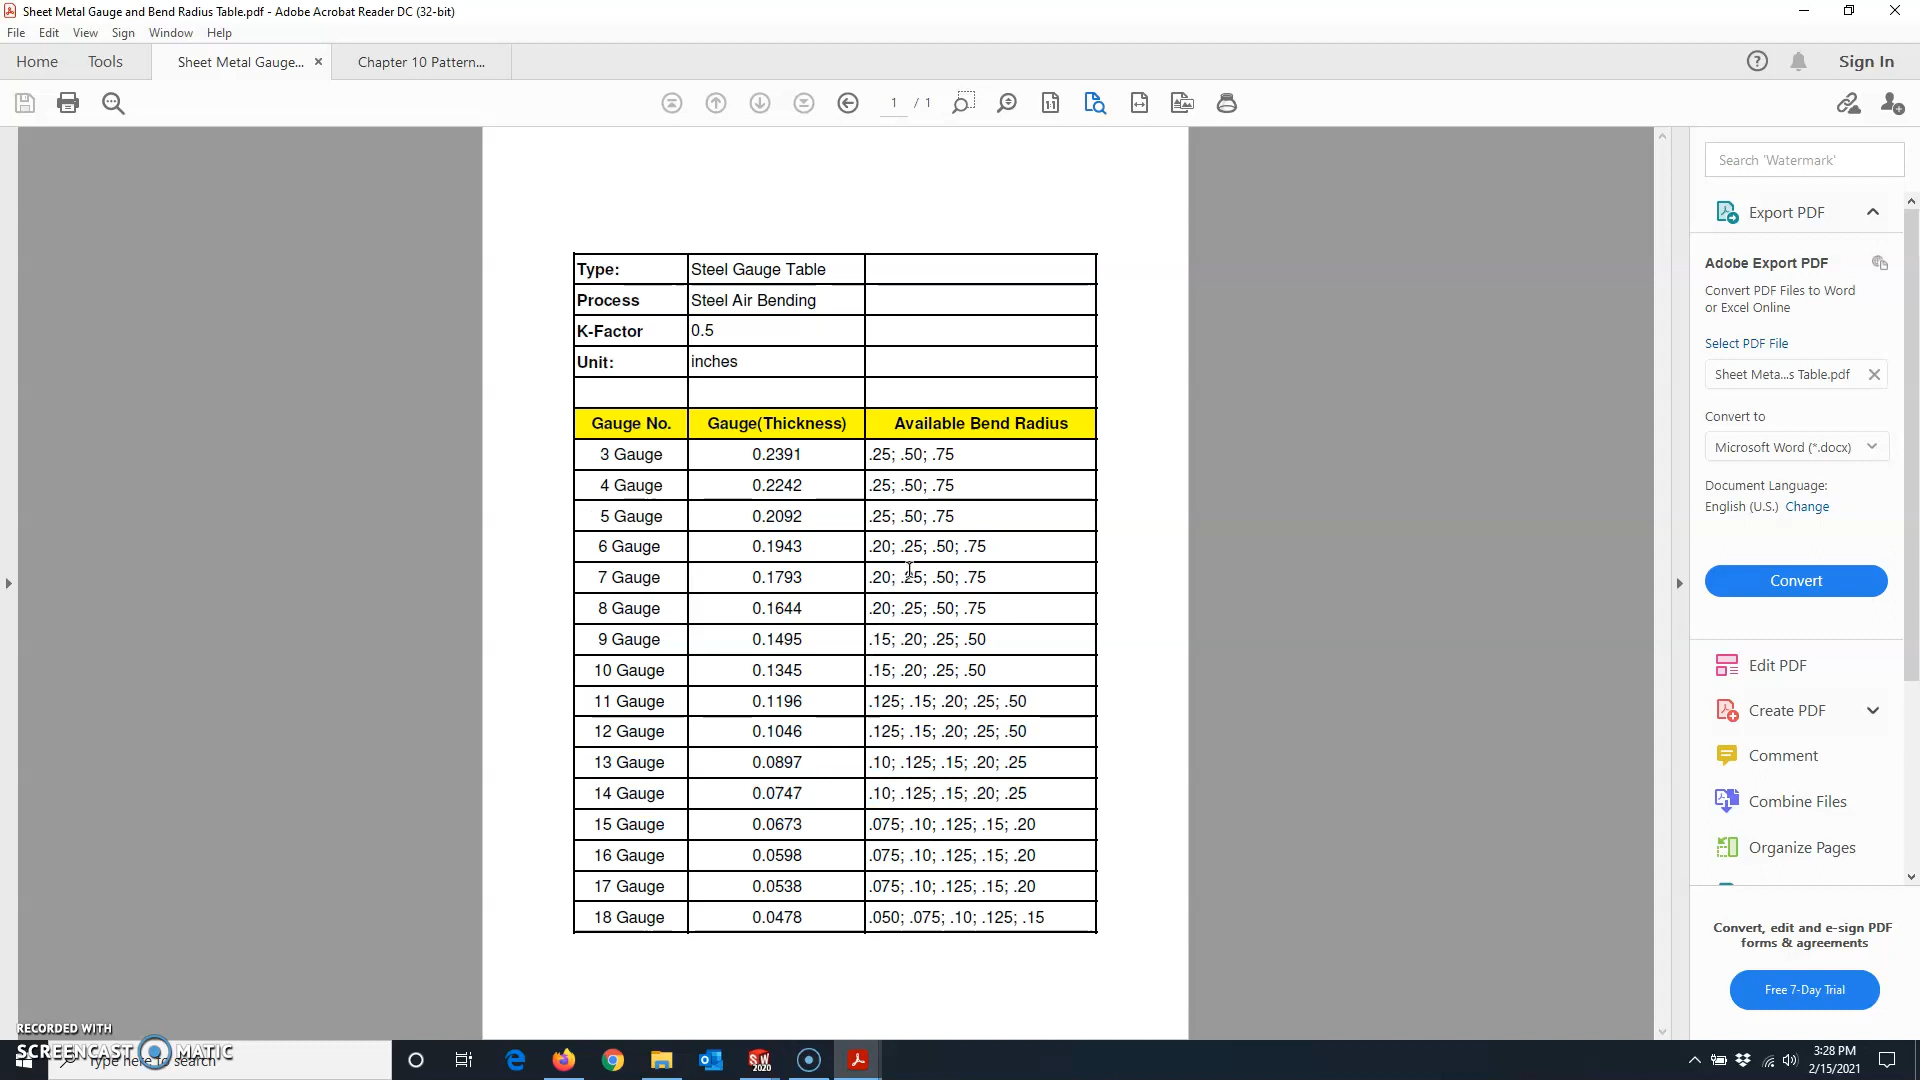 Sheet Metal Gauge and Bend Radius Table.pdf - Adobe Acrobat Reader DC (32-bit)
File Edit View Sign Window Help
Home Tools Sheet Metal Gauge... × Chapter 10 Pattern... Sign In
1 / 1
Search 'Watermark'
Export PDF
Adobe Export PDF
Convert PDF Files to Word
or Excel Online
Select PDF File
Sheet Meta...s Table.pdf
Convert to
Microsoft Word (*.docx)
Document Language:
English (U.S.) Change
Convert
Edit PDF
Create PDF
Comment
Combine Files
Organize Pages
Convert, edit and e-sign PDF
forms & agreements
Free 7-Day Trial
Type: Steel Gauge Table
Process Steel Air Bending
K-Factor 0.5
Unit: inches
Gauge No. Gauge(Thickness) Available Bend Radius
3 Gauge 0.2391 .25; .50; .75
4 Gauge 0.2242 .25; .50; .75
5 Gauge 0.2092 .25; .50; .75
6 Gauge 0.1943 .20; .25; .50; .75
7 Gauge 0.1793 .20; .25; .50; .75
8 Gauge 0.1644 .20; .25; .50; .75
9 Gauge 0.1495 .15; .20; .25; .50
10 Gauge 0.1345 .15; .20; .25; .50
11 Gauge 0.1196 .125; .15; .20; .25; .50
12 Gauge 0.1046 .125; .15; .20; .25; .50
13 Gauge 0.0897 .10; .125; .15; .20; .25
14 Gauge 0.0747 .10; .125; .15; .20; .25
15 Gauge 0.0673 .075; .10; .125; .15; .20
16 Gauge 0.0598 .075; .10; .125; .15; .20
17 Gauge 0.0538 .075; .10; .125; .15; .20
18 Gauge 0.0478 .050; .075; .10; .125; .15
RECORDED WITH
SCREENCAST MATIC
Type here to search
SW
2020
3:28 PM
2/15/2021